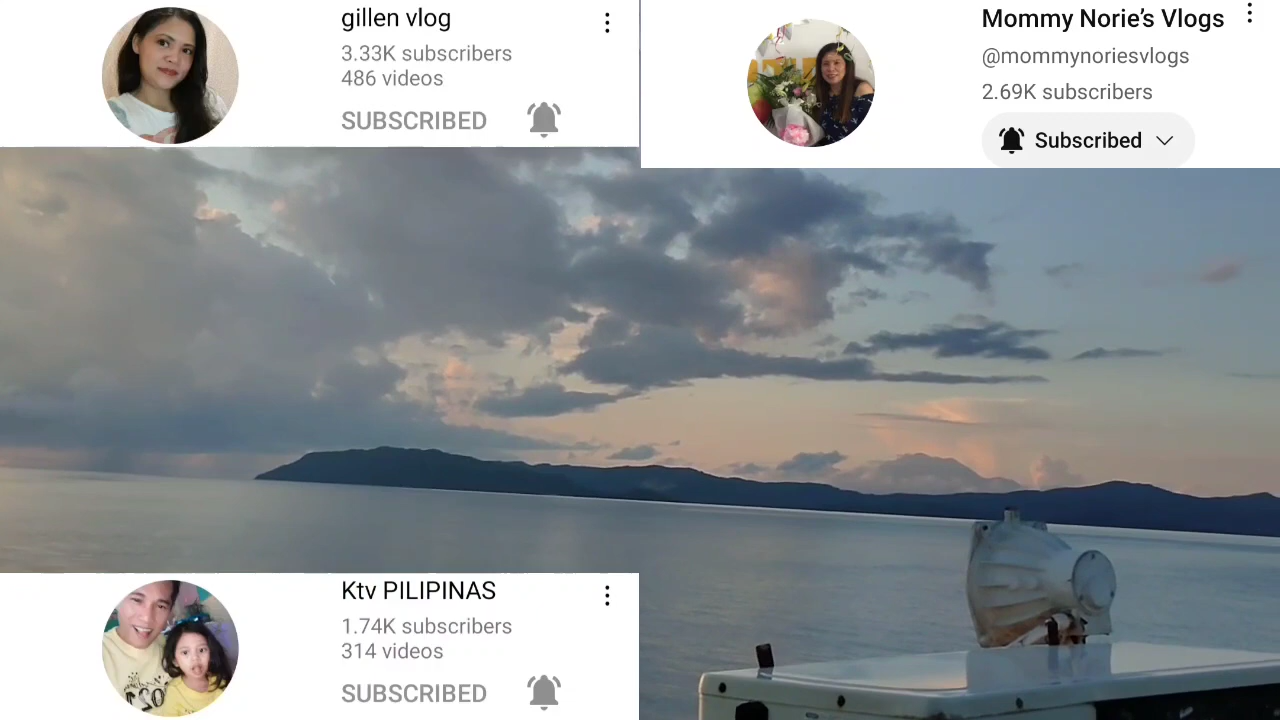 gillen vlog
3.33K subscribers
486 videos
SUBSCRIBED
Mommy Norie’s Vlogs
@mommynoriesvlogs
2.69K subscribers
Subscribed
Ktv PILIPINAS
1.74K subscribers
314 videos
SUBSCRIBED